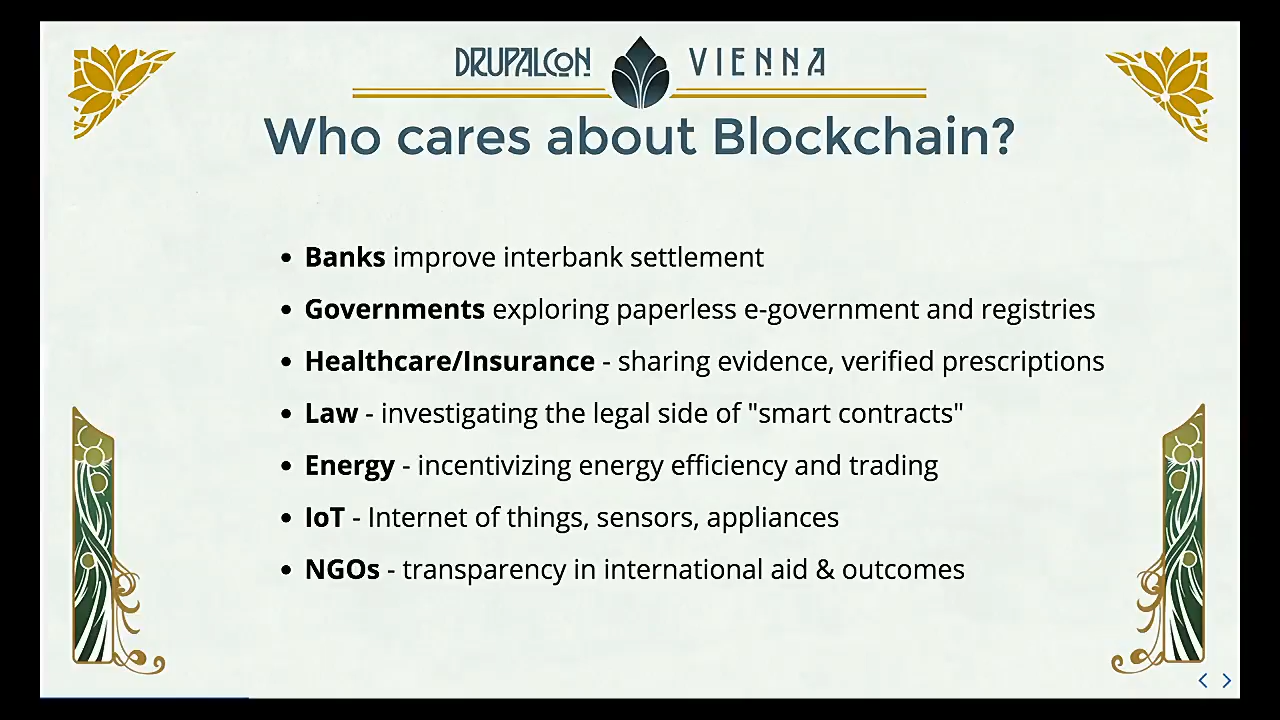 DRUPALCON VIENNA
Who cares about Blockchain?
• Banks improve interbank settlement
• Governments exploring paperless e-government and registries
• Healthcare/Insurance - sharing evidence, verified prescriptions
• Law - investigating the legal side of "smart contracts"
• Energy - incentivizing energy efficiency and trading
• IoT - Internet of things, sensors, appliances
• NGOs - transparency in international aid & outcomes